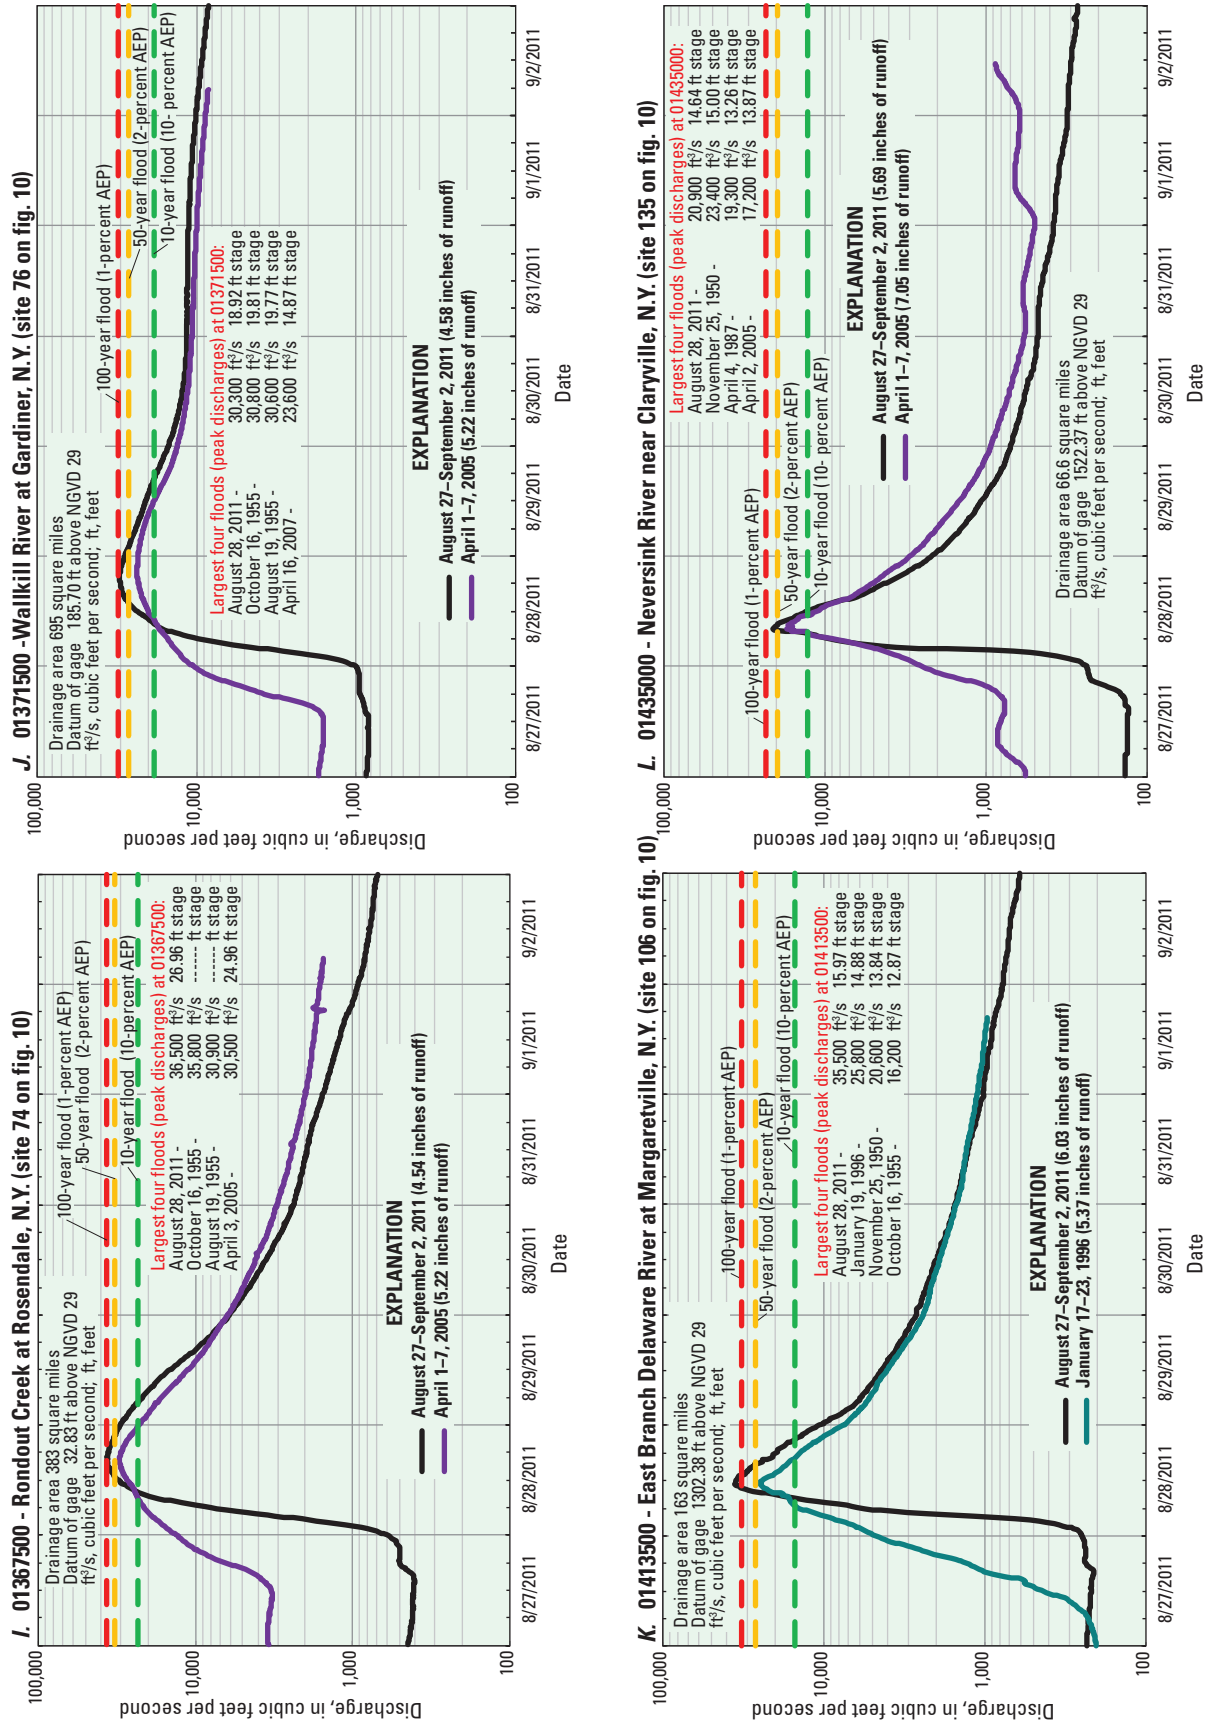 I. 01367500 - Rondout Creek at Rosendale, N.Y. (site 74 on fig. 10)
Drainage area 383 square miles
Datum of gage 32.83 ft above NGVD 29
ft³/s, cubic feet per second; ft, feet
100-year flood (1-percent AEP)
50-year flood (2-percent AEP)
10-year flood (10-percent AEP)
Largest four floods (peak discharges) at 01367500:
August 28, 2011 - 36,500 ft³/s 26.96 ft stage
October 16, 1955 - 35,800 ft³/s ------ ft stage
August 19, 1955 - 30,900 ft³/s ------ ft stage
April 3, 2005 - 30,500 ft³/s 24.96 ft stage
EXPLANATION
August 27–September 2, 2011 (4.54 inches of runoff)
April 1–7, 2005 (5.22 inches of runoff)
Discharge, in cubic feet per second
100,000
10,000
1,000
100
8/27/2011 8/28/2011 8/29/2011 8/30/2011 8/31/2011 9/1/2011 9/2/2011
Date
J. 01371500 -Wallkill River at Gardiner, N.Y. (site 76 on fig. 10)
Drainage area 695 square miles
Datum of gage 185.70 ft above NGVD 29
ft³/s, cubic feet per second; ft, feet
100-year flood (1-percent AEP)
50-year flood (2-percent AEP)
10-year flood (10- percent AEP)
Largest four floods (peak discharges) at 01371500:
August 28, 2011 - 30,300 ft³/s 18.92 ft stage
October 16, 1955 - 30,800 ft³/s 19.81 ft stage
August 19, 1955 - 30,600 ft³/s 19.77 ft stage
April 16, 2007 - 23,600 ft³/s 14.87 ft stage
EXPLANATION
August 27–September 2, 2011 (4.58 inches of runoff)
April 1–7, 2005 (5.22 inches of runoff)
Discharge, in cubic feet per second
100,000
10,000
1,000
100
8/27/2011 8/28/2011 8/29/2011 8/30/2011 8/31/2011 9/1/2011 9/2/2011
Date
K. 01413500 - East Branch Delaware River at Margaretville, N.Y. (site 106 on fig. 10)
Drainage area 163 square miles
Datum of gage 1302.38 ft above NGVD 29
ft³/s, cubic feet per second; ft, feet
100-year flood (1-percent AEP)
50-year flood (2-percent AEP)
10-year flood (10-percent AEP)
Largest four floods (peak discharges) at 01413500:
August 28, 2011 - 35,500 ft³/s 15.97 ft stage
January 19, 1996 - 25,800 ft³/s 14.88 ft stage
November 25, 1950 - 20,600 ft³/s 13.84 ft stage
October 16, 1955 - 16,200 ft³/s 12.87 ft stage
EXPLANATION
August 27–September 2, 2011 (6.03 inches of runoff)
January 17–23, 1996 (5.37 inches of runoff)
Discharge, in cubic feet per second
100,000
10,000
1,000
100
8/27/2011 8/28/2011 8/29/2011 8/30/2011 8/31/2011 9/1/2011 9/2/2011
Date
L. 01435000 - Neversink River near Claryville, N.Y. (site 135 on fig. 10)
Largest four floods (peak discharges) at 01435000:
August 28, 2011 - 20,900 ft³/s 14.64 ft stage
November 25, 1950 - 23,400 ft³/s 15.00 ft stage
April 4, 1987 - 19,300 ft³/s 13.26 ft stage
April 2, 2005 - 17,200 ft³/s 13.87 ft stage
100-year flood (1-percent AEP)
50-year flood (2-percent AEP)
10-year flood (10- percent AEP)
EXPLANATION
August 27–September 2, 2011 (5.69 inches of runoff)
April 1–7, 2005 (7.05 inches of runoff)
Drainage area 66.6 square miles
Datum of gage 1522.37 ft above NGVD 29
ft³/s, cubic feet per second; ft, feet
Discharge, in cubic feet per second
100,000
10,000
1,000
100
8/27/2011 8/28/2011 8/29/2011 8/30/2011 8/31/2011 9/1/2011 9/2/2011
Date